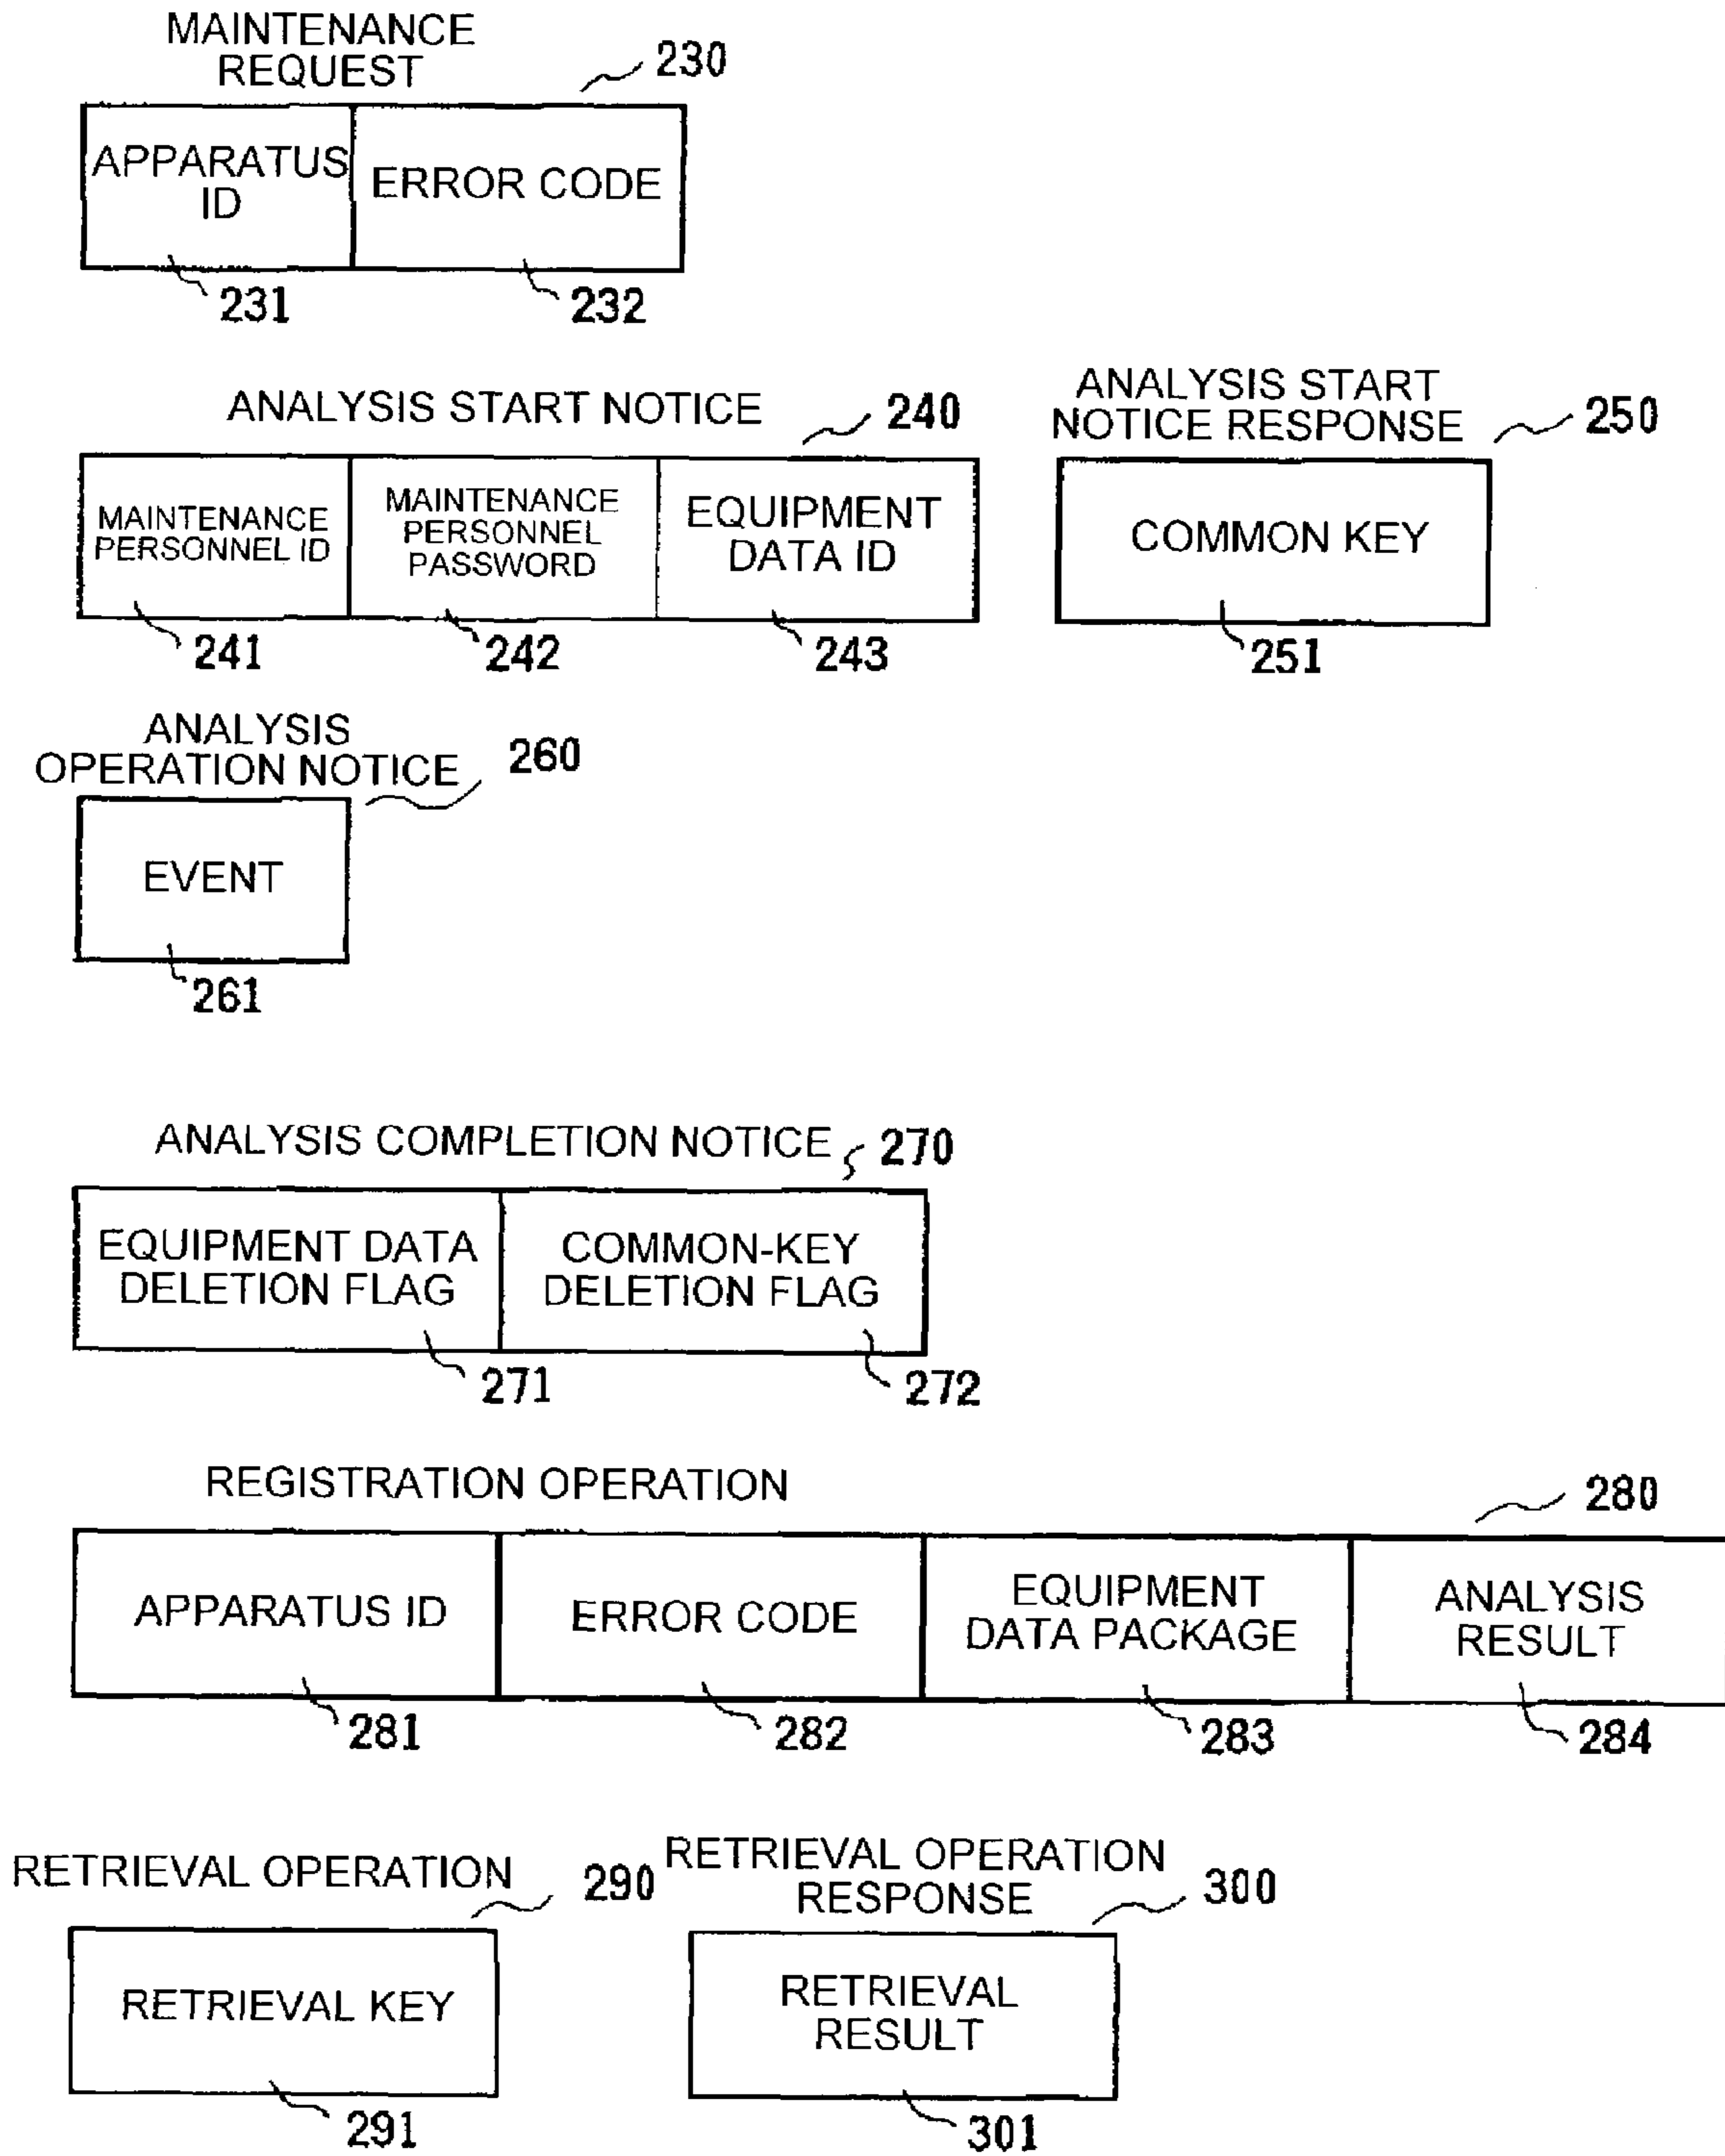 MAINTENANCE
REQUEST
230
APPARATUS
ID
ERROR CODE
231
232
ANALYSIS START NOTICE
240
MAINTENANCE
PERSONNEL ID
MAINTENANCE
PERSONNEL
PASSWORD
EQUIPMENT
DATA ID
241
242
243
ANALYSIS START
NOTICE RESPONSE
250
COMMON KEY
251
ANALYSIS
OPERATION NOTICE
260
EVENT
261
ANALYSIS COMPLETION NOTICE
270
EQUIPMENT DATA
DELETION FLAG
COMMON-KEY
DELETION FLAG
271
272
REGISTRATION OPERATION
280
APPARATUS ID
ERROR CODE
EQUIPMENT
DATA PACKAGE
ANALYSIS
RESULT
281
282
283
284
RETRIEVAL OPERATION
290
RETRIEVAL KEY
291
RETRIEVAL OPERATION
RESPONSE
300
RETRIEVAL
RESULT
301